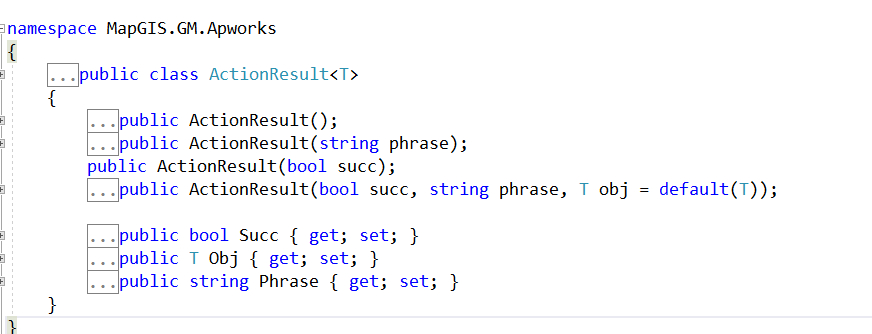 namespace MapGIS.GM.Apworks
{
...public class ActionResult<T>
{
...public ActionResult();
...public ActionResult(string phrase);
public ActionResult(bool succ);
...public ActionResult(bool succ, string phrase, T obj = default(T));
...public bool Succ { get; set; }
...public T Obj { get; set; }
...public string Phrase { get; set; }
}
}